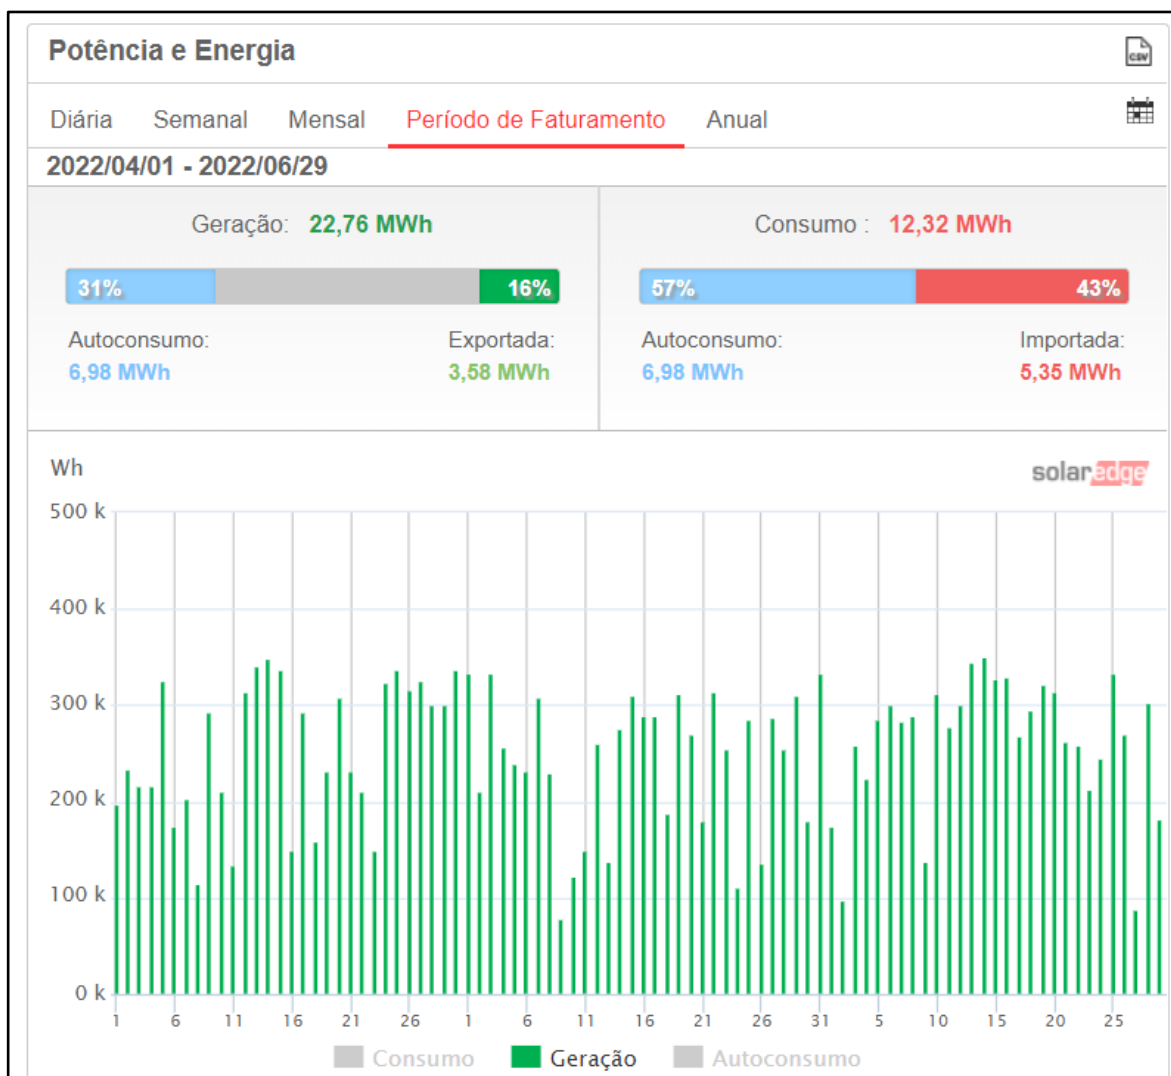 Potência e Energia
CSV
Diária Semanal Mensal Período de Faturamento Anual
2022/04/01 - 2022/06/29
Geração: 22,76 MWh
Consumo : 12,32 MWh
31% 16%
57% 43%
Autoconsumo: Exportada:
Autoconsumo: Importada:
6,98 MWh 3,58 MWh
6,98 MWh 5,35 MWh
Wh
solaredge
500 k
400 k
300 k
200 k
100 k
0 k
1 6 11 16 21 26 1 6 11 16 21 26 31 5 10 15 20 25
Consumo Geração Autoconsumo